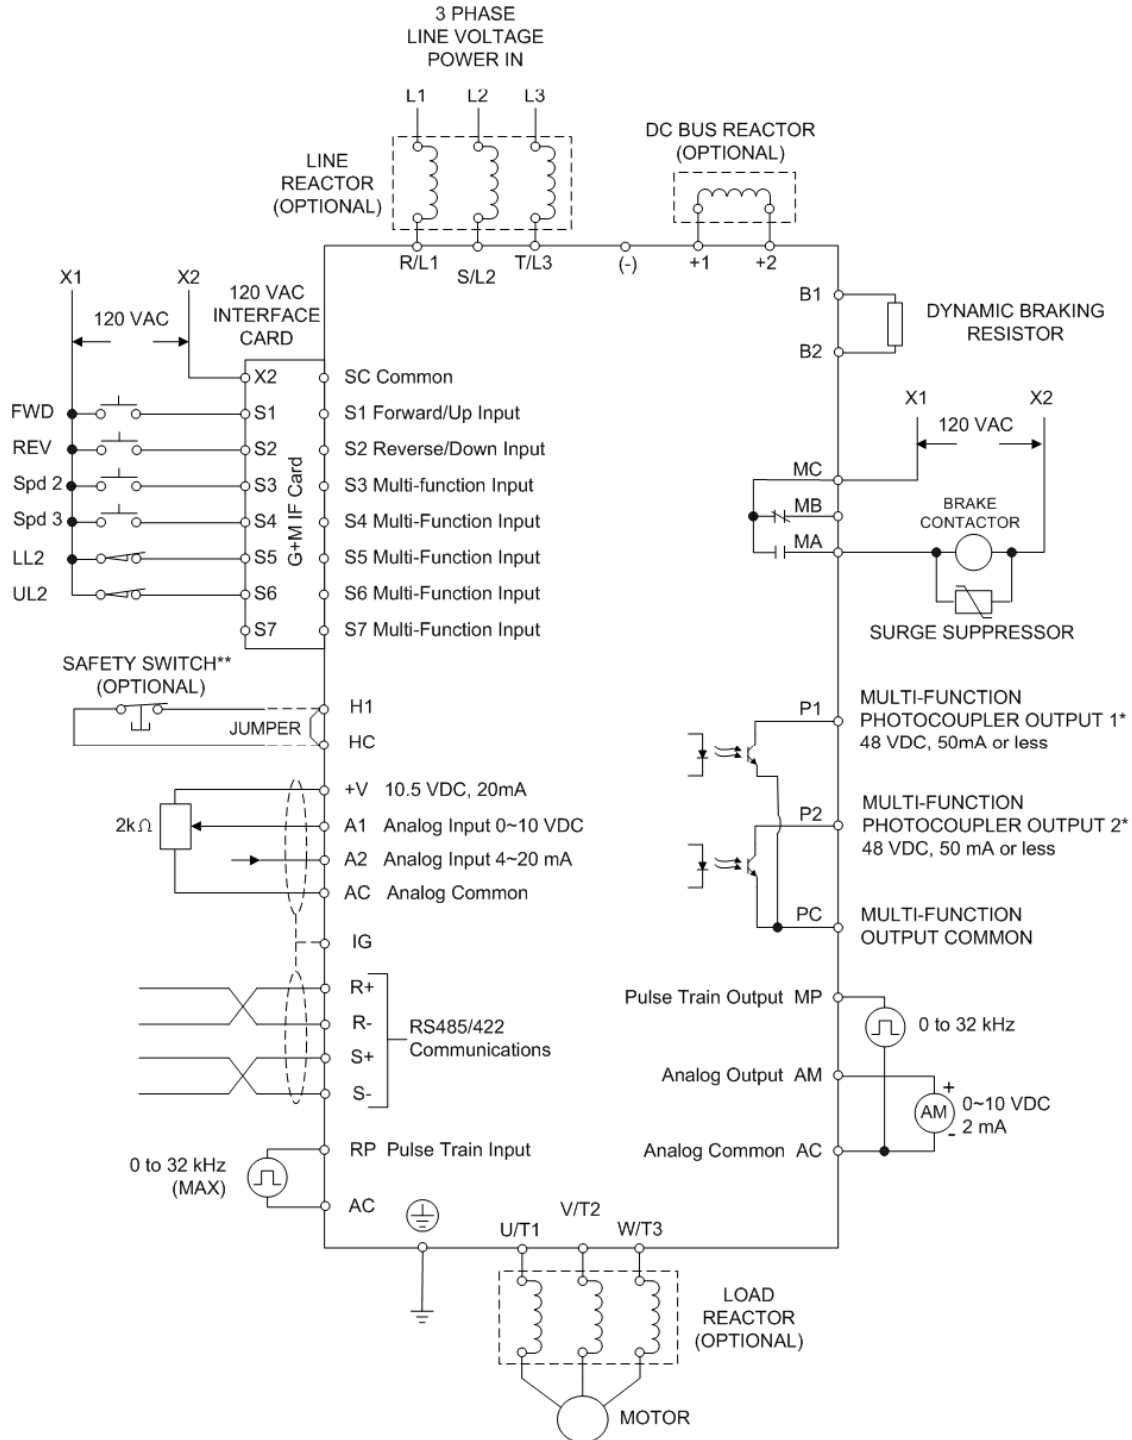 3 PHASE
LINE VOLTAGE
POWER IN
L1
L2
L3
LINE
REACTOR
(OPTIONAL)
DC BUS REACTOR
(OPTIONAL)
R/L1
S/L2
T/L3
(-)
+1
+2
X1
X2
120 VAC
120 VAC
INTERFACE
CARD
B1
B2
DYNAMIC BRAKING
RESISTOR
X2
SC Common
FWD
S1
S1 Forward/Up Input
REV
S2
S2 Reverse/Down Input
Spd 2
S3
S3 Multi-function Input
Spd 3
S4
S4 Multi-Function Input
LL2
S5
S5 Multi-Function Input
UL2
S6
S6 Multi-Function Input
S7
S7 Multi-Function Input
G+M IF Card
X1
X2
120 VAC
MC
MB
MA
BRAKE
CONTACTOR
SURGE SUPPRESSOR
SAFETY SWITCH**
(OPTIONAL)
JUMPER
H1
HC
P1
MULTI-FUNCTION
PHOTOCOUPLER OUTPUT 1*
48 VDC, 50mA or less
2kΩ
+V 10.5 VDC, 20mA
A1 Analog Input 0~10 VDC
A2 Analog Input 4~20 mA
AC Analog Common
P2
MULTI-FUNCTION
PHOTOCOUPLER OUTPUT 2*
48 VDC, 50 mA or less
PC
MULTI-FUNCTION
OUTPUT COMMON
IG
R+
R-
S+
S-
RS485/422
Communications
Pulse Train Output MP
0 to 32 kHz
Analog Output AM
+
AM
-
0~10 VDC
2 mA
Analog Common AC
0 to 32 kHz
(MAX)
RP Pulse Train Input
AC
U/T1
V/T2
W/T3
LOAD
REACTOR
(OPTIONAL)
MOTOR